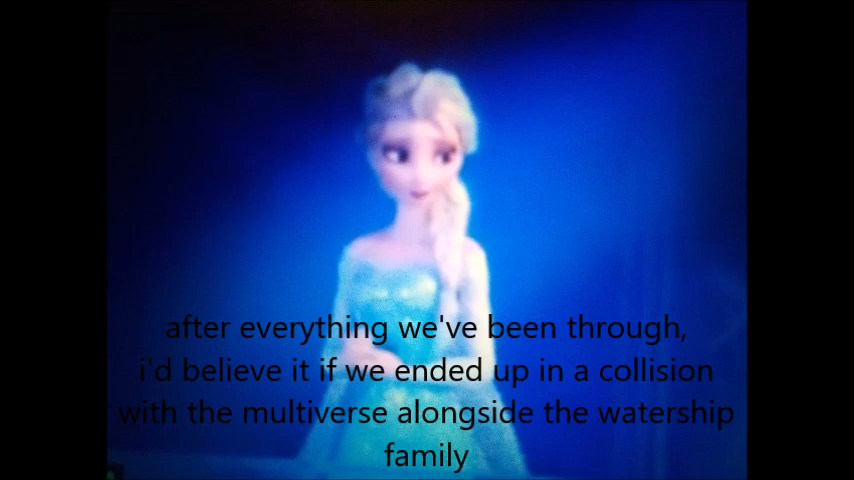 after everything we've been through,
i'd believe it if we ended up in a collision
with the multiverse alongside the watership
family